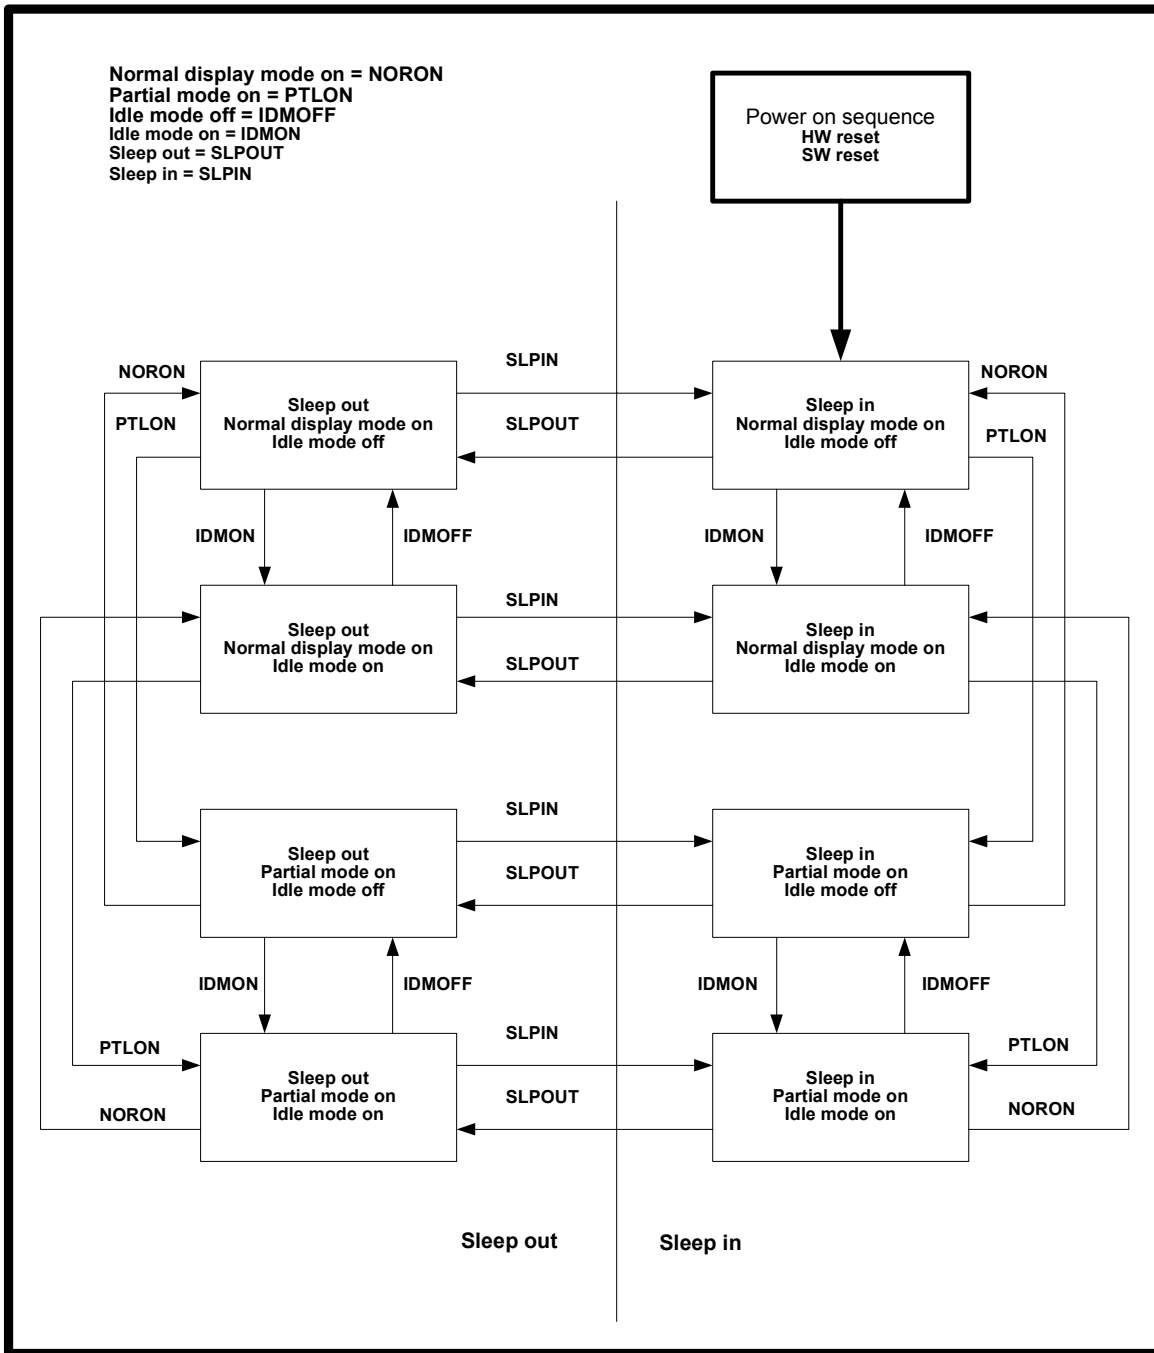 Normal display mode on = NORON
Partial mode on = PTLON
Idle mode off = IDMOFF
Idle mode on = IDMON
Sleep out = SLPOUT
Sleep in = SLPIN
Power on sequence
HW reset
SW reset
NORON
PTLON
Sleep out
Normal display mode on
Idle mode off
SLPIN
SLPOUT
Sleep in
Normal display mode on
Idle mode off
NORON
PTLON
IDMON
IDMOFF
IDMON
IDMOFF
Sleep out
Normal display mode on
Idle mode on
SLPIN
SLPOUT
Sleep in
Normal display mode on
Idle mode on
Sleep out
Partial mode on
Idle mode off
SLPIN
SLPOUT
Sleep in
Partial mode on
Idle mode off
IDMON
IDMOFF
IDMON
IDMOFF
PTLON
NORON
Sleep out
Partial mode on
Idle mode on
SLPIN
SLPOUT
Sleep in
Partial mode on
Idle mode on
PTLON
NORON
Sleep out
Sleep in